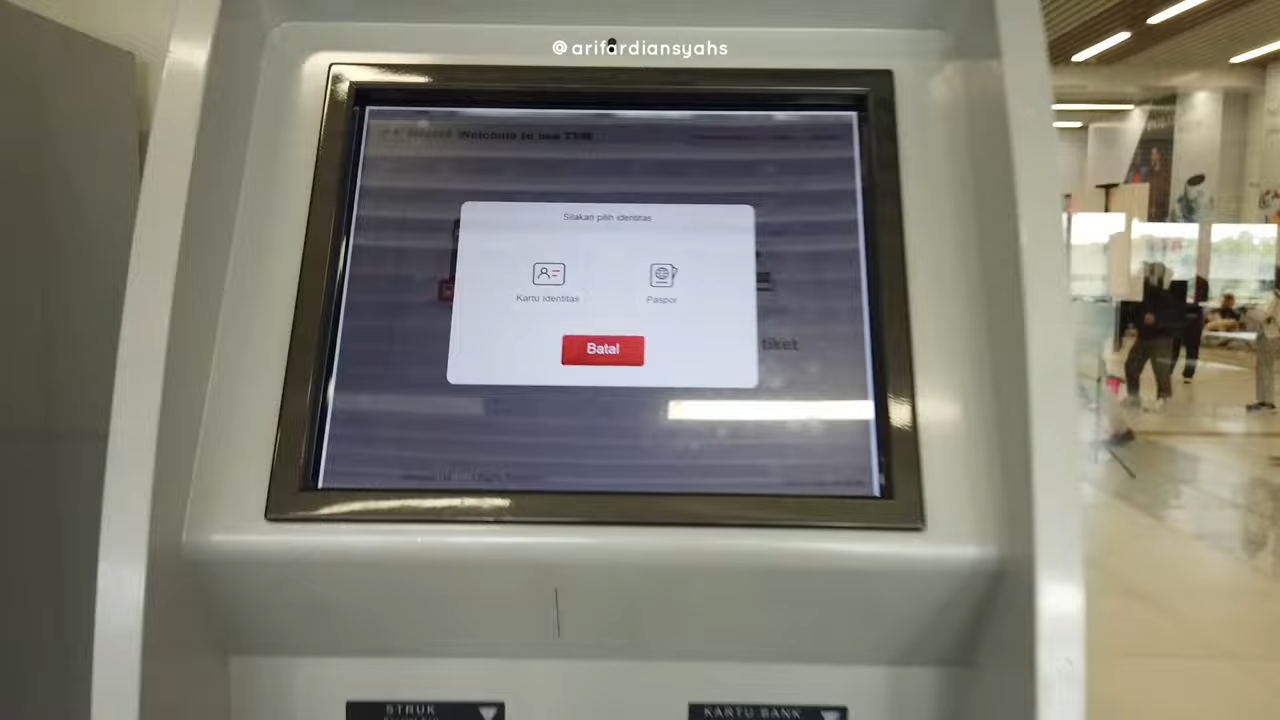 @arifardiansyahs
Welcome to use TVM
Silakan pilih identitas
Kartu Identitas
Paspor
Batal
tiket
STRUK
KARTU BANK